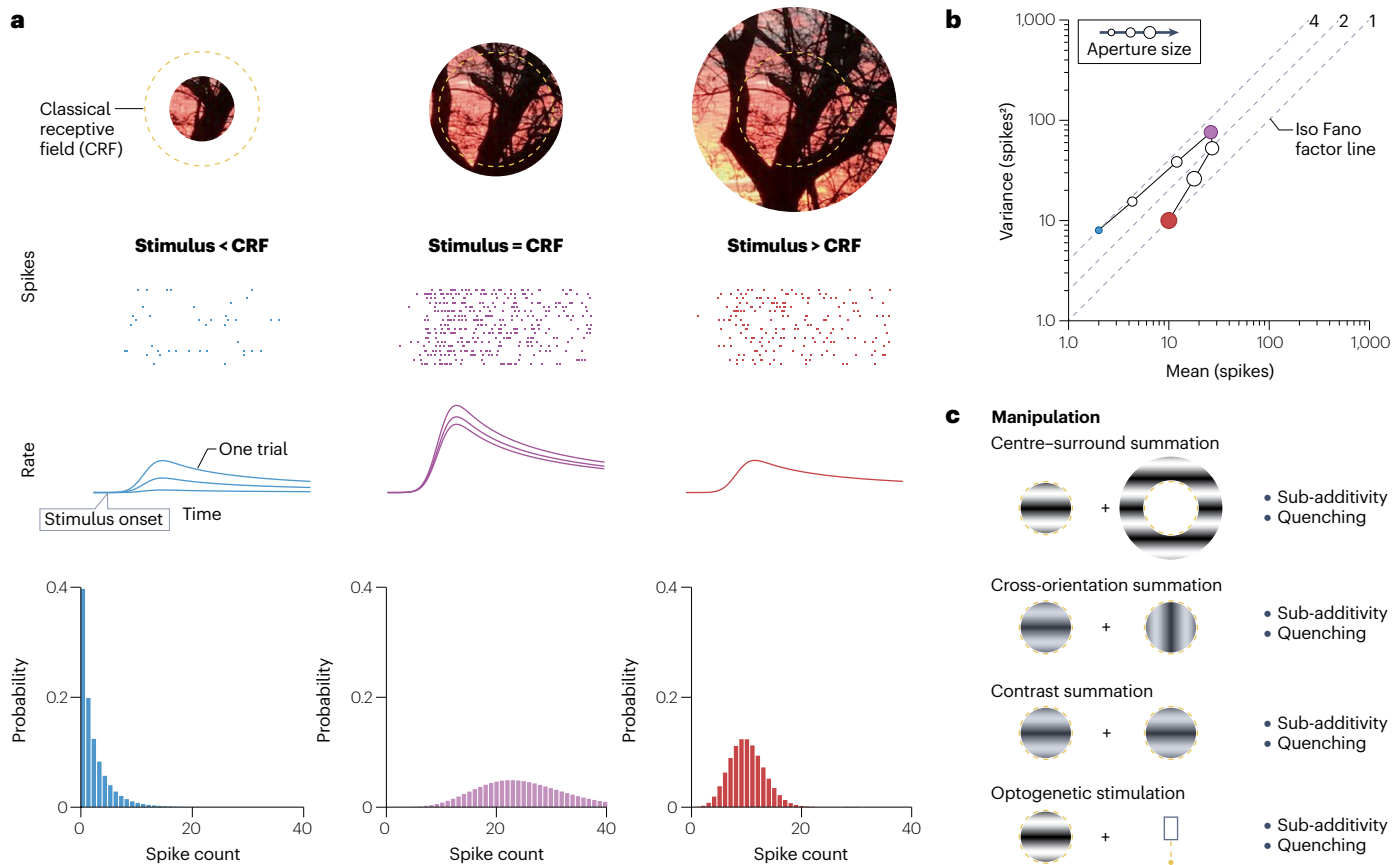 a
Classical
receptive
field (CRF)
Stimulus < CRF
Stimulus = CRF
Stimulus > CRF
Spikes
Rate
One trial
Stimulus onset
Time
Probability
0.4
0.2
0
0
20
40
Spike count
Probability
0.4
0.2
0
0
20
40
Spike count
Probability
0.4
0.2
0
0
20
40
Spike count
b
Aperture size
4
2
1
Iso Fano
factor line
Variance (spikes²)
1,000
100
10
1.0
1.0
10
100
1,000
Mean (spikes)
c
Manipulation
Centre–surround summation
+
• Sub-additivity
• Quenching
Cross-orientation summation
+
• Sub-additivity
• Quenching
Contrast summation
+
• Sub-additivity
• Quenching
Optogenetic stimulation
+
• Sub-additivity
• Quenching